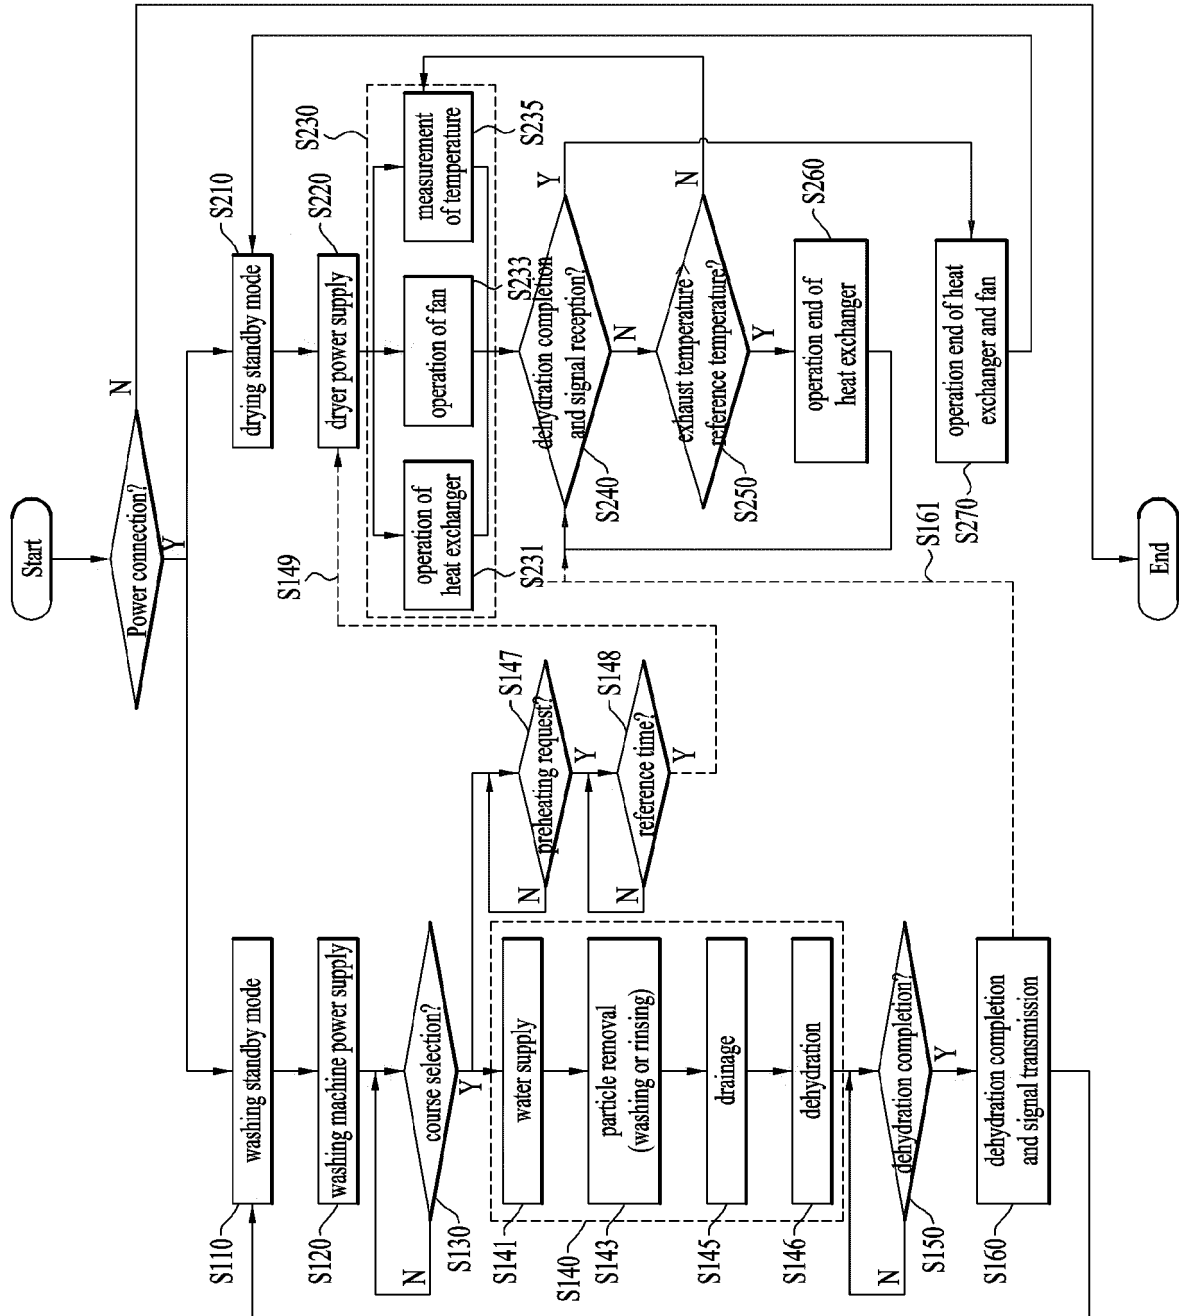 Start
Power connection?
N
Y
S110
washing standby mode
S120
washing machine power supply
course selection?
S130
N
Y
S141
water supply
S140
S143
particle removal
(washing or rinsing)
S145
drainage
S146
dehydration
dehydration completion?
S150
N
Y
S160
dehydration completion
and signal transmission
S147
preheating request?
N
Y
S148
reference time?
N
Y
S149
S161
S210
drying standby mode
S220
dryer power supply
S230
operation of
heat exchanger
S231
operation of fan
S233
measurement
of temperature
S235
dehydration completion
and signal reception?
S240
Y
N
exhaust temperature >
reference temperature?
S250
N
Y
S260
operation end of
heat exchanger
S270
operation end of heat
exchanger and fan
End